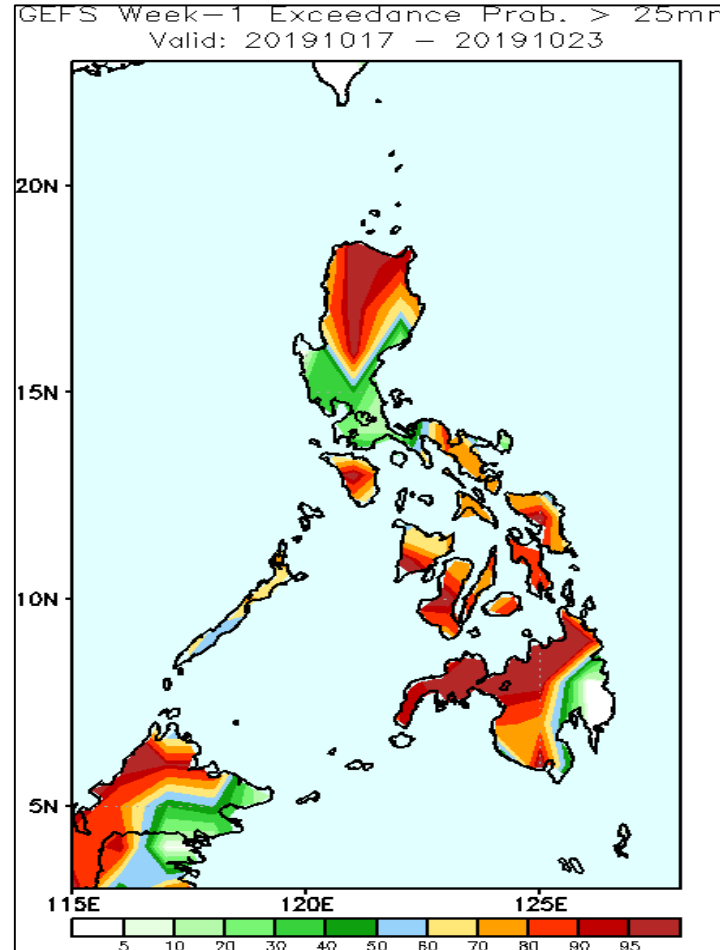 GEFS Week-1 Exceedance Prob. > 25mm
Valid: 20191017 - 20191023
20N
15N
10N
5N
115E 120E 125E
5 10 20 30 40 50 60 70 80 90 95